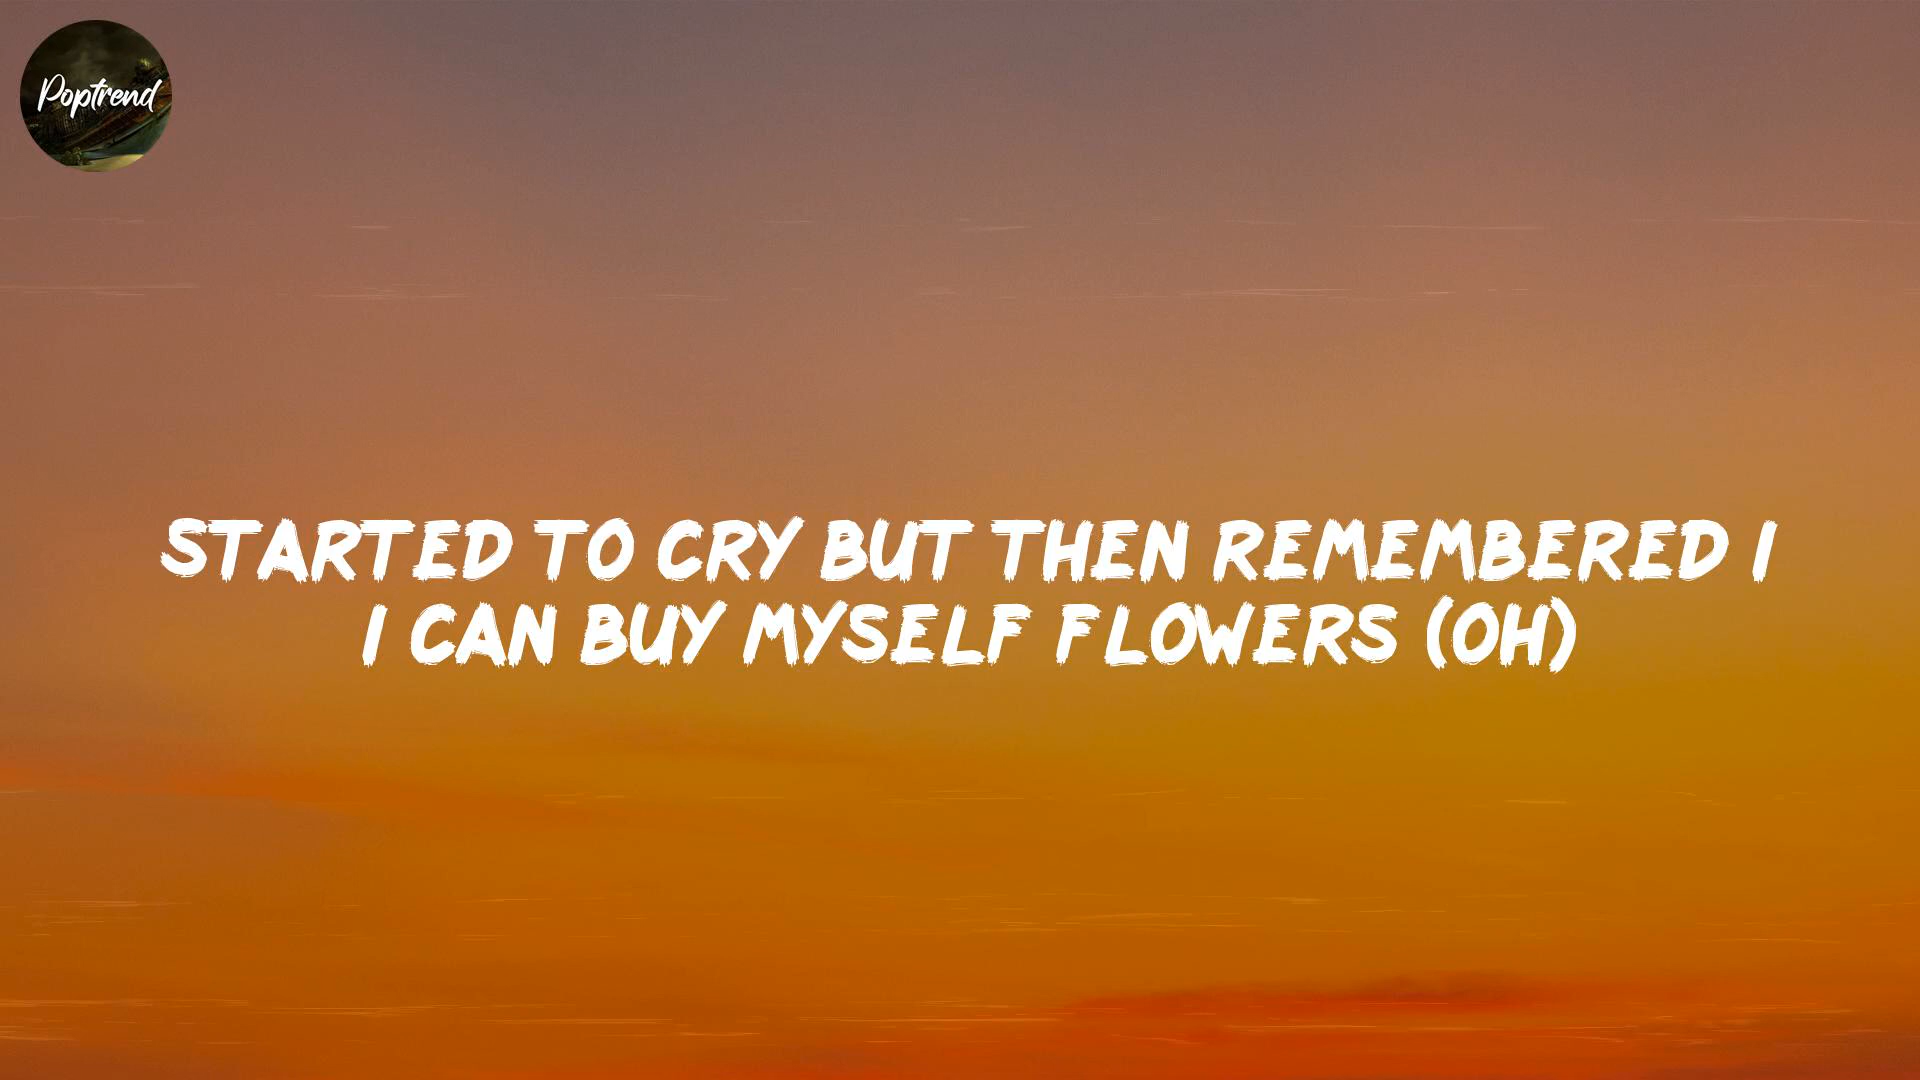 Poptrend
STARTED TO CRY BUT THEN REMEMBERED I
I CAN BUY MYSELF FLOWERS (OH)